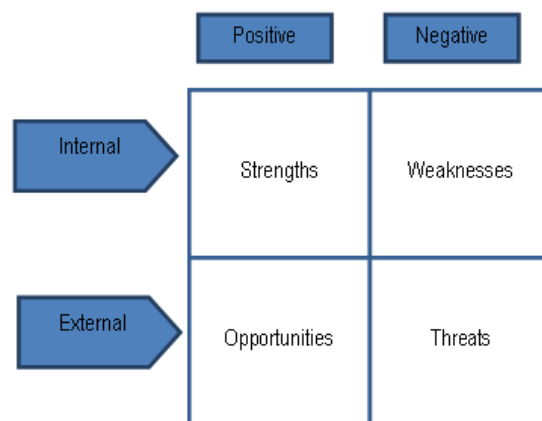 Positive
Negative
Internal
Strengths
Weaknesses
External
Opportunities
Threats